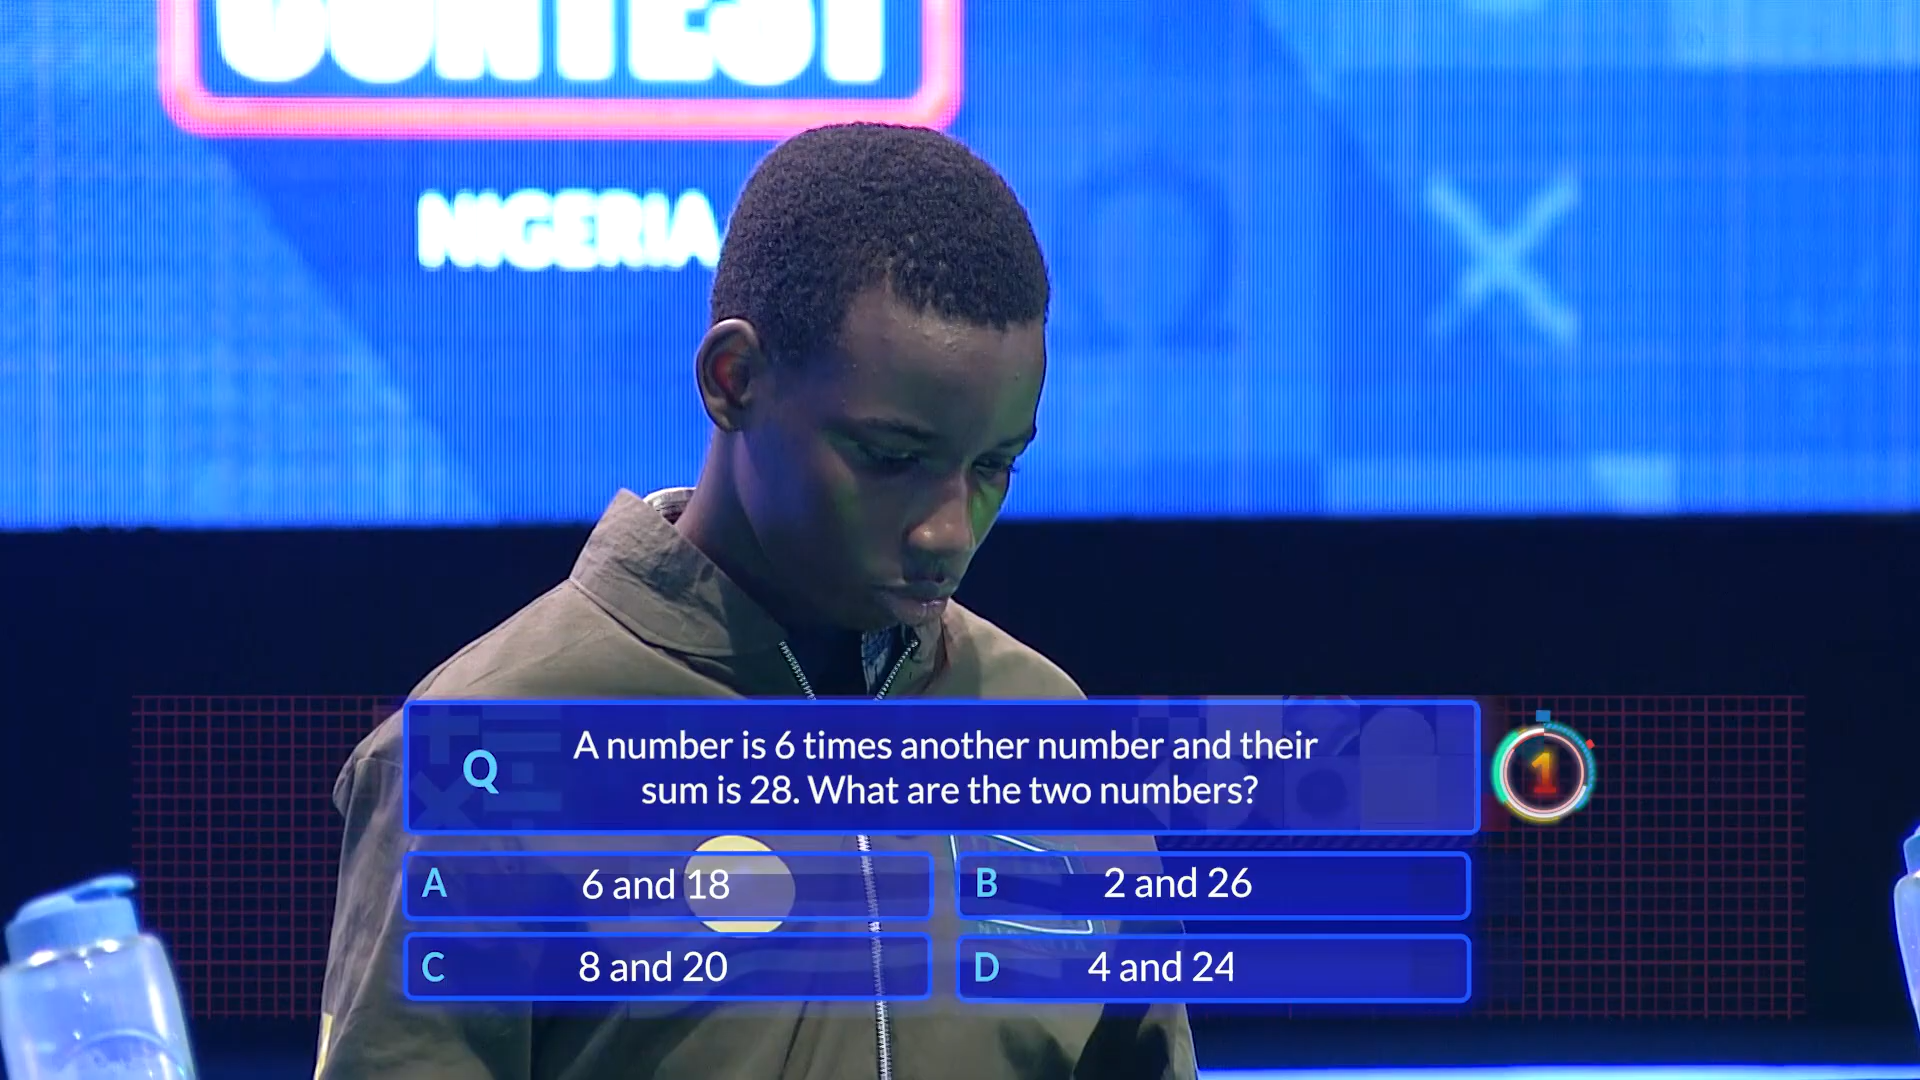 CONTEST
NIGERIA
Q
A number is 6 times another number and their
sum is 28. What are the two numbers?
1
A 6 and 18
B 2 and 26
C 8 and 20
D 4 and 24